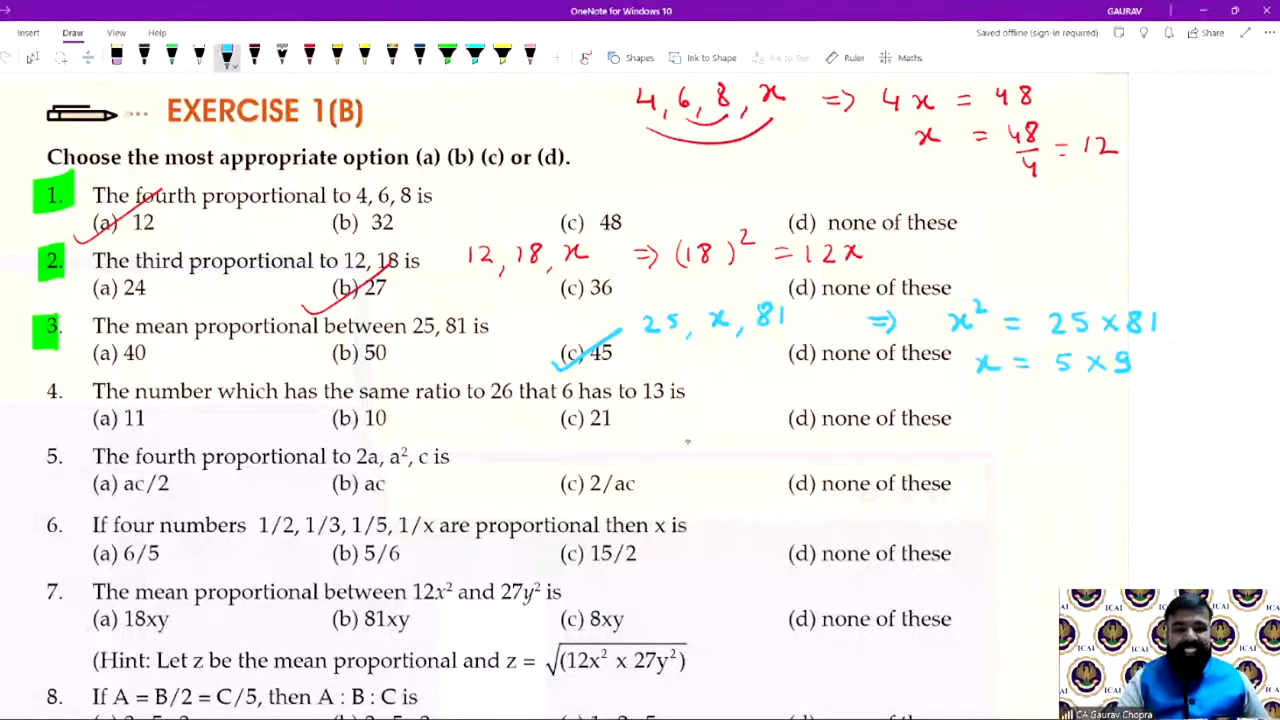 OneNote for Windows 10
GAURAV
Insert Draw View Help
Saved offline (sign-in required) Share
Shapes Ink to Shape Ink to Text Ruler Maths
EXERCISE 1(B)
4, 6, 8, x => 4x = 48
x = 48/4 = 12
Choose the most appropriate option (a) (b) (c) or (d).
1. The fourth proportional to 4, 6, 8 is
(a) 12 (b) 32 (c) 48 (d) none of these
2. The third proportional to 12, 18 is 12, 18, x => (18)² = 12x
(a) 24 (b) 27 (c) 36 (d) none of these
3. The mean proportional between 25, 81 is 25, x, 81 => x² = 25 × 81
(a) 40 (b) 50 (c) 45 (d) none of these x = 5 × 9
4. The number which has the same ratio to 26 that 6 has to 13 is
(a) 11 (b) 10 (c) 21 (d) none of these
5. The fourth proportional to 2a, a², c is
(a) ac/2 (b) ac (c) 2/ac (d) none of these
6. If four numbers 1/2, 1/3, 1/5, 1/x are proportional then x is
(a) 6/5 (b) 5/6 (c) 15/2 (d) none of these
7. The mean proportional between 12x² and 27y² is
(a) 18xy (b) 81xy (c) 8xy (d) none of these
(Hint: Let z be the mean proportional and z = √(12x² x 27y²)
8. If A = B/2 = C/5, then A : B : C is
ICAI
CA Gaurav Chopra